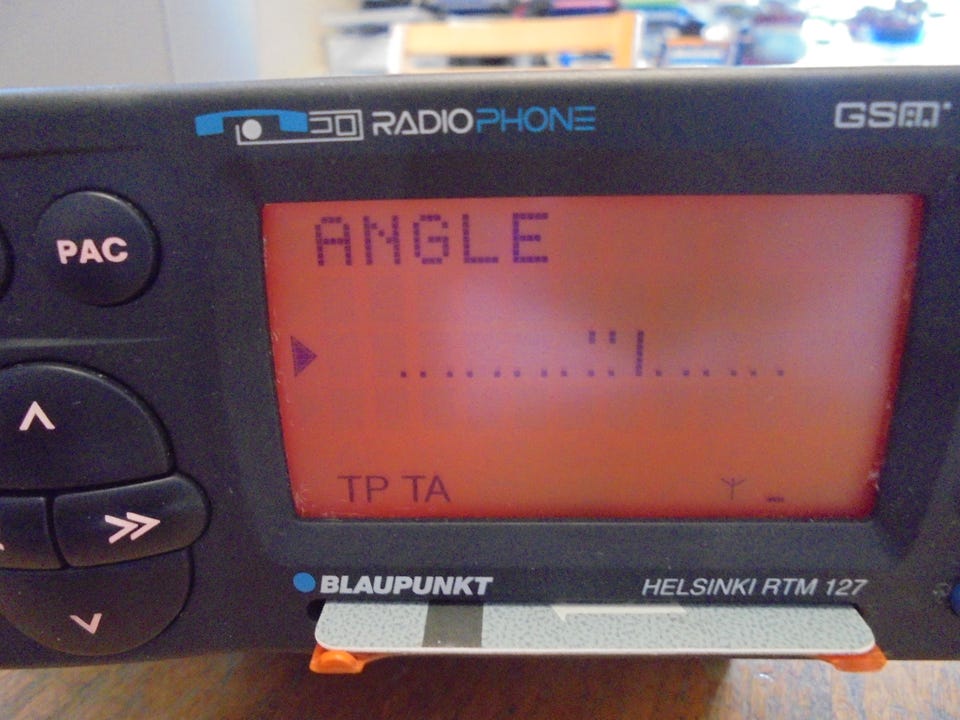 RADIOPHONE
GSM
PAC
ANGLE
TP TA
BLAUPUNKT
HELSINKI RTM 127